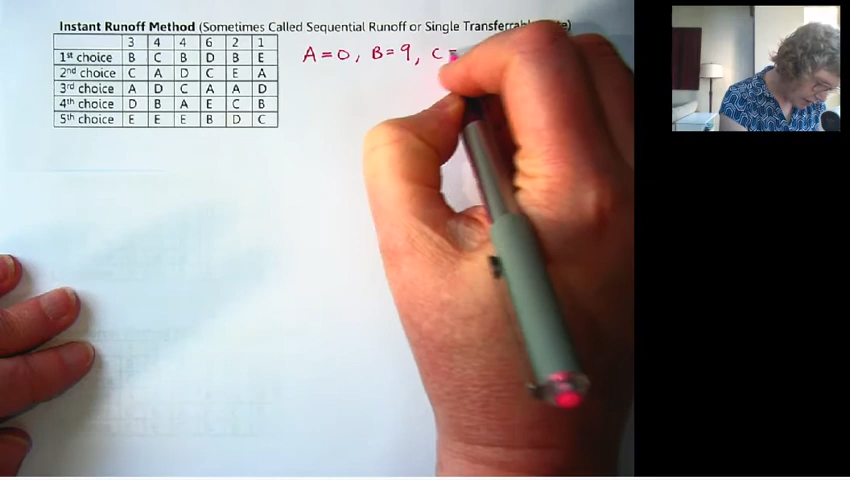 Instant Runoff Method (Sometimes Called Sequential Runoff or Single
3 4 4 6 2 1
1st choice B C B D B E
2nd choice C A D C E A
3rd choice A D C A A D
4th choice D B A E C B
5th choice E E E B D C
A = 0, B = 9, C =